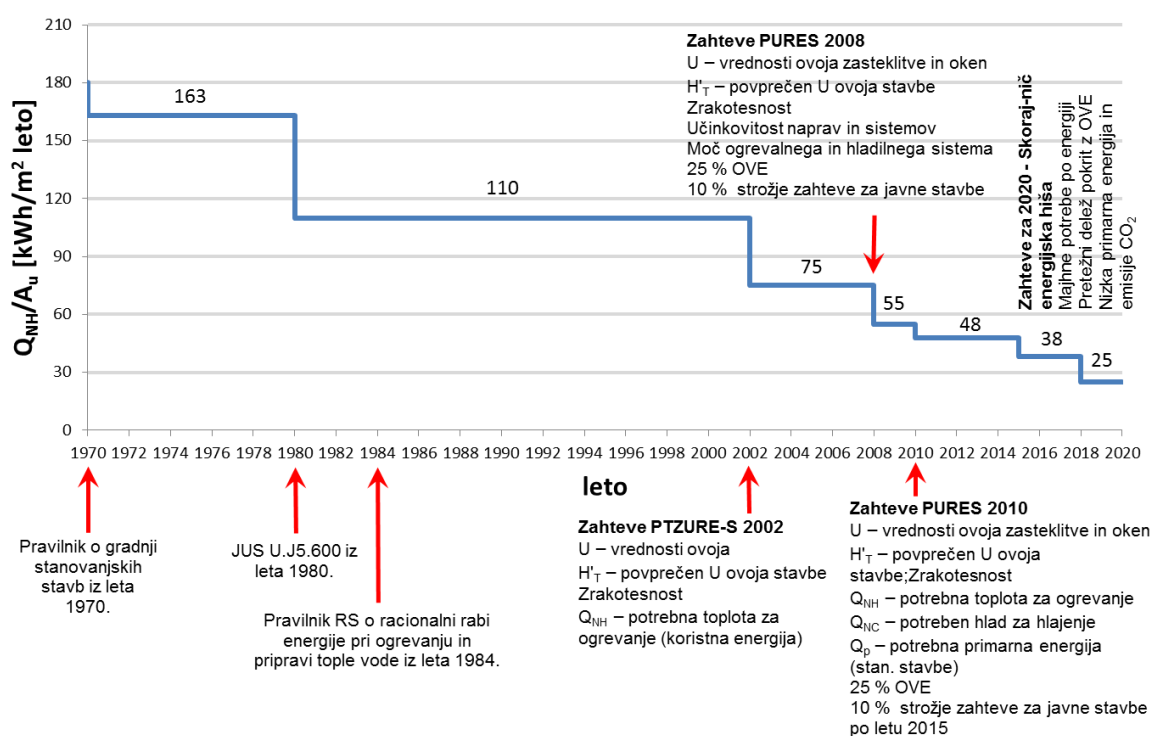 210
180
150
120
90
60
30
0
Q_NH/A_u [kWh/m² leto]
163
110
75
55
48
38
25
Zahteve PURES 2008
U – vrednosti ovoja zasteklitve in oken
H'_T – povprečen U ovoja stavbe
Zrakotesnost
Učinkovitost naprav in sistemov
Moč ogrevalnega in hladilnega sistema
25 % OVE
10 % strožje zahteve za javne stavbe
Zahteve za 2020 - Skoraj-nič
energijska hiša
Majhne potrebe po energiji
Pretežni delež pokrit z OVE
Nizka primarna energija in
emisije CO₂
1970 1972 1974 1976 1978 1980 1982 1984 1986 1988 1990 1992 1994 1996 1998 2000 2002 2004 2006 2008 2010 2012 2014 2016 2018 2020
leto
Pravilnik o gradnji
stanovanjskih
stavb iz leta
1970.
JUS U.J5.600 iz
leta 1980.
Pravilnik RS o racionalni rabi
energije pri ogrevanju in
pripravi tople vode iz leta 1984.
Zahteve PTZURE-S 2002
U – vrednosti ovoja
H'_T – povprečen U ovoja stavbe
Zrakotesnost
Q_NH – potrebna toplota za
ogrevanje (koristna energija)
Zahteve PURES 2010
U – vrednosti ovoja zasteklitve in oken
H'_T – povprečen U ovoja
stavbe;Zrakotesnost
Q_NH – potrebna toplota za ogrevanje
Q_NC – potreben hlad za hlajenje
Q_p – potrebna primarna energija
(stan. stavbe)
25 % OVE
10 % strožje zahteve za javne stavbe
po letu 2015